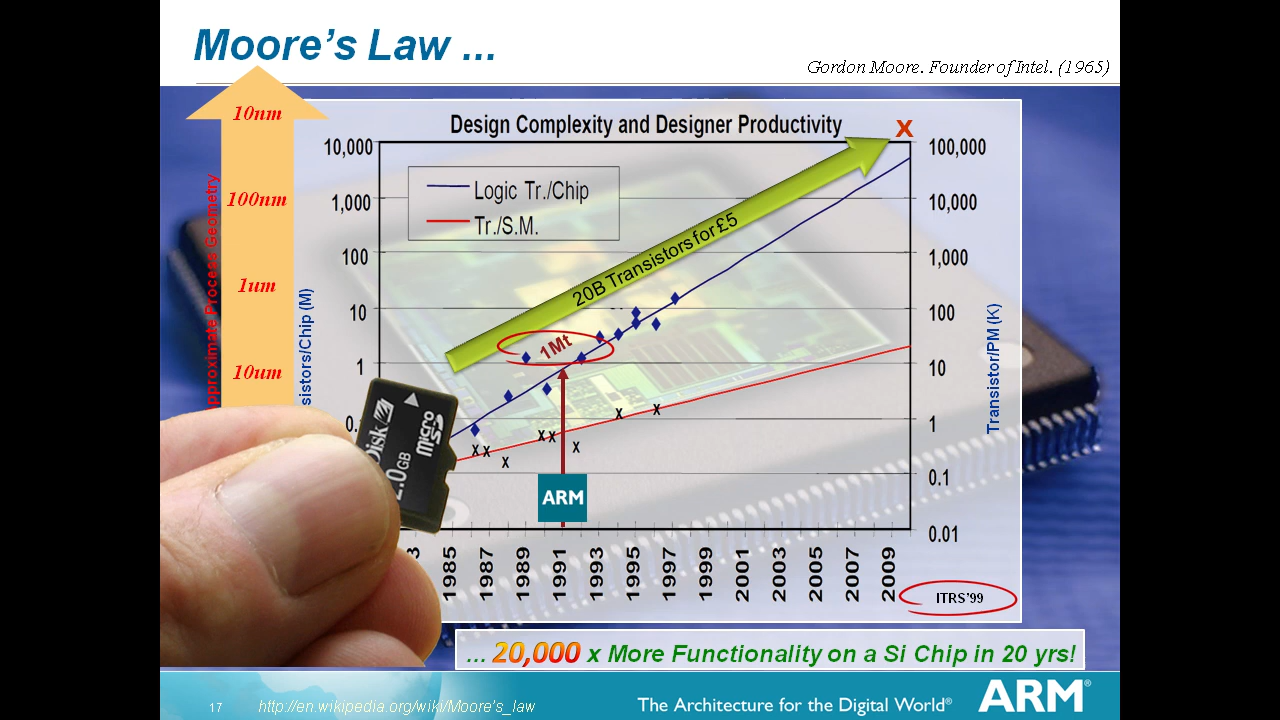 Moore's Law ...
Gordon Moore. Founder of Intel. (1965)
10nm
100nm
1um
10um
Process Geometry
Design Complexity and Designer Productivity
X
10,000
1,000
100
10
1
0.
Logic Tr./Chip
Tr./S.M.
20B Transistors for £5
1Mt
ARM
100,000
10,000
1,000
100
10
1
0.1
0.01
Transistor/PM (K)
/Chip (M)
micro
SD
.0GB
3
1985
1987
1989
1991
1993
1995
1997
1999
2001
2003
2005
2007
2009
ITRS'99
... 20,000 x More Functionality on a Si Chip in 20 yrs!
17
http://en.wikipedia.org/wiki/Moore's_law
The Architecture for the Digital World®
ARM®